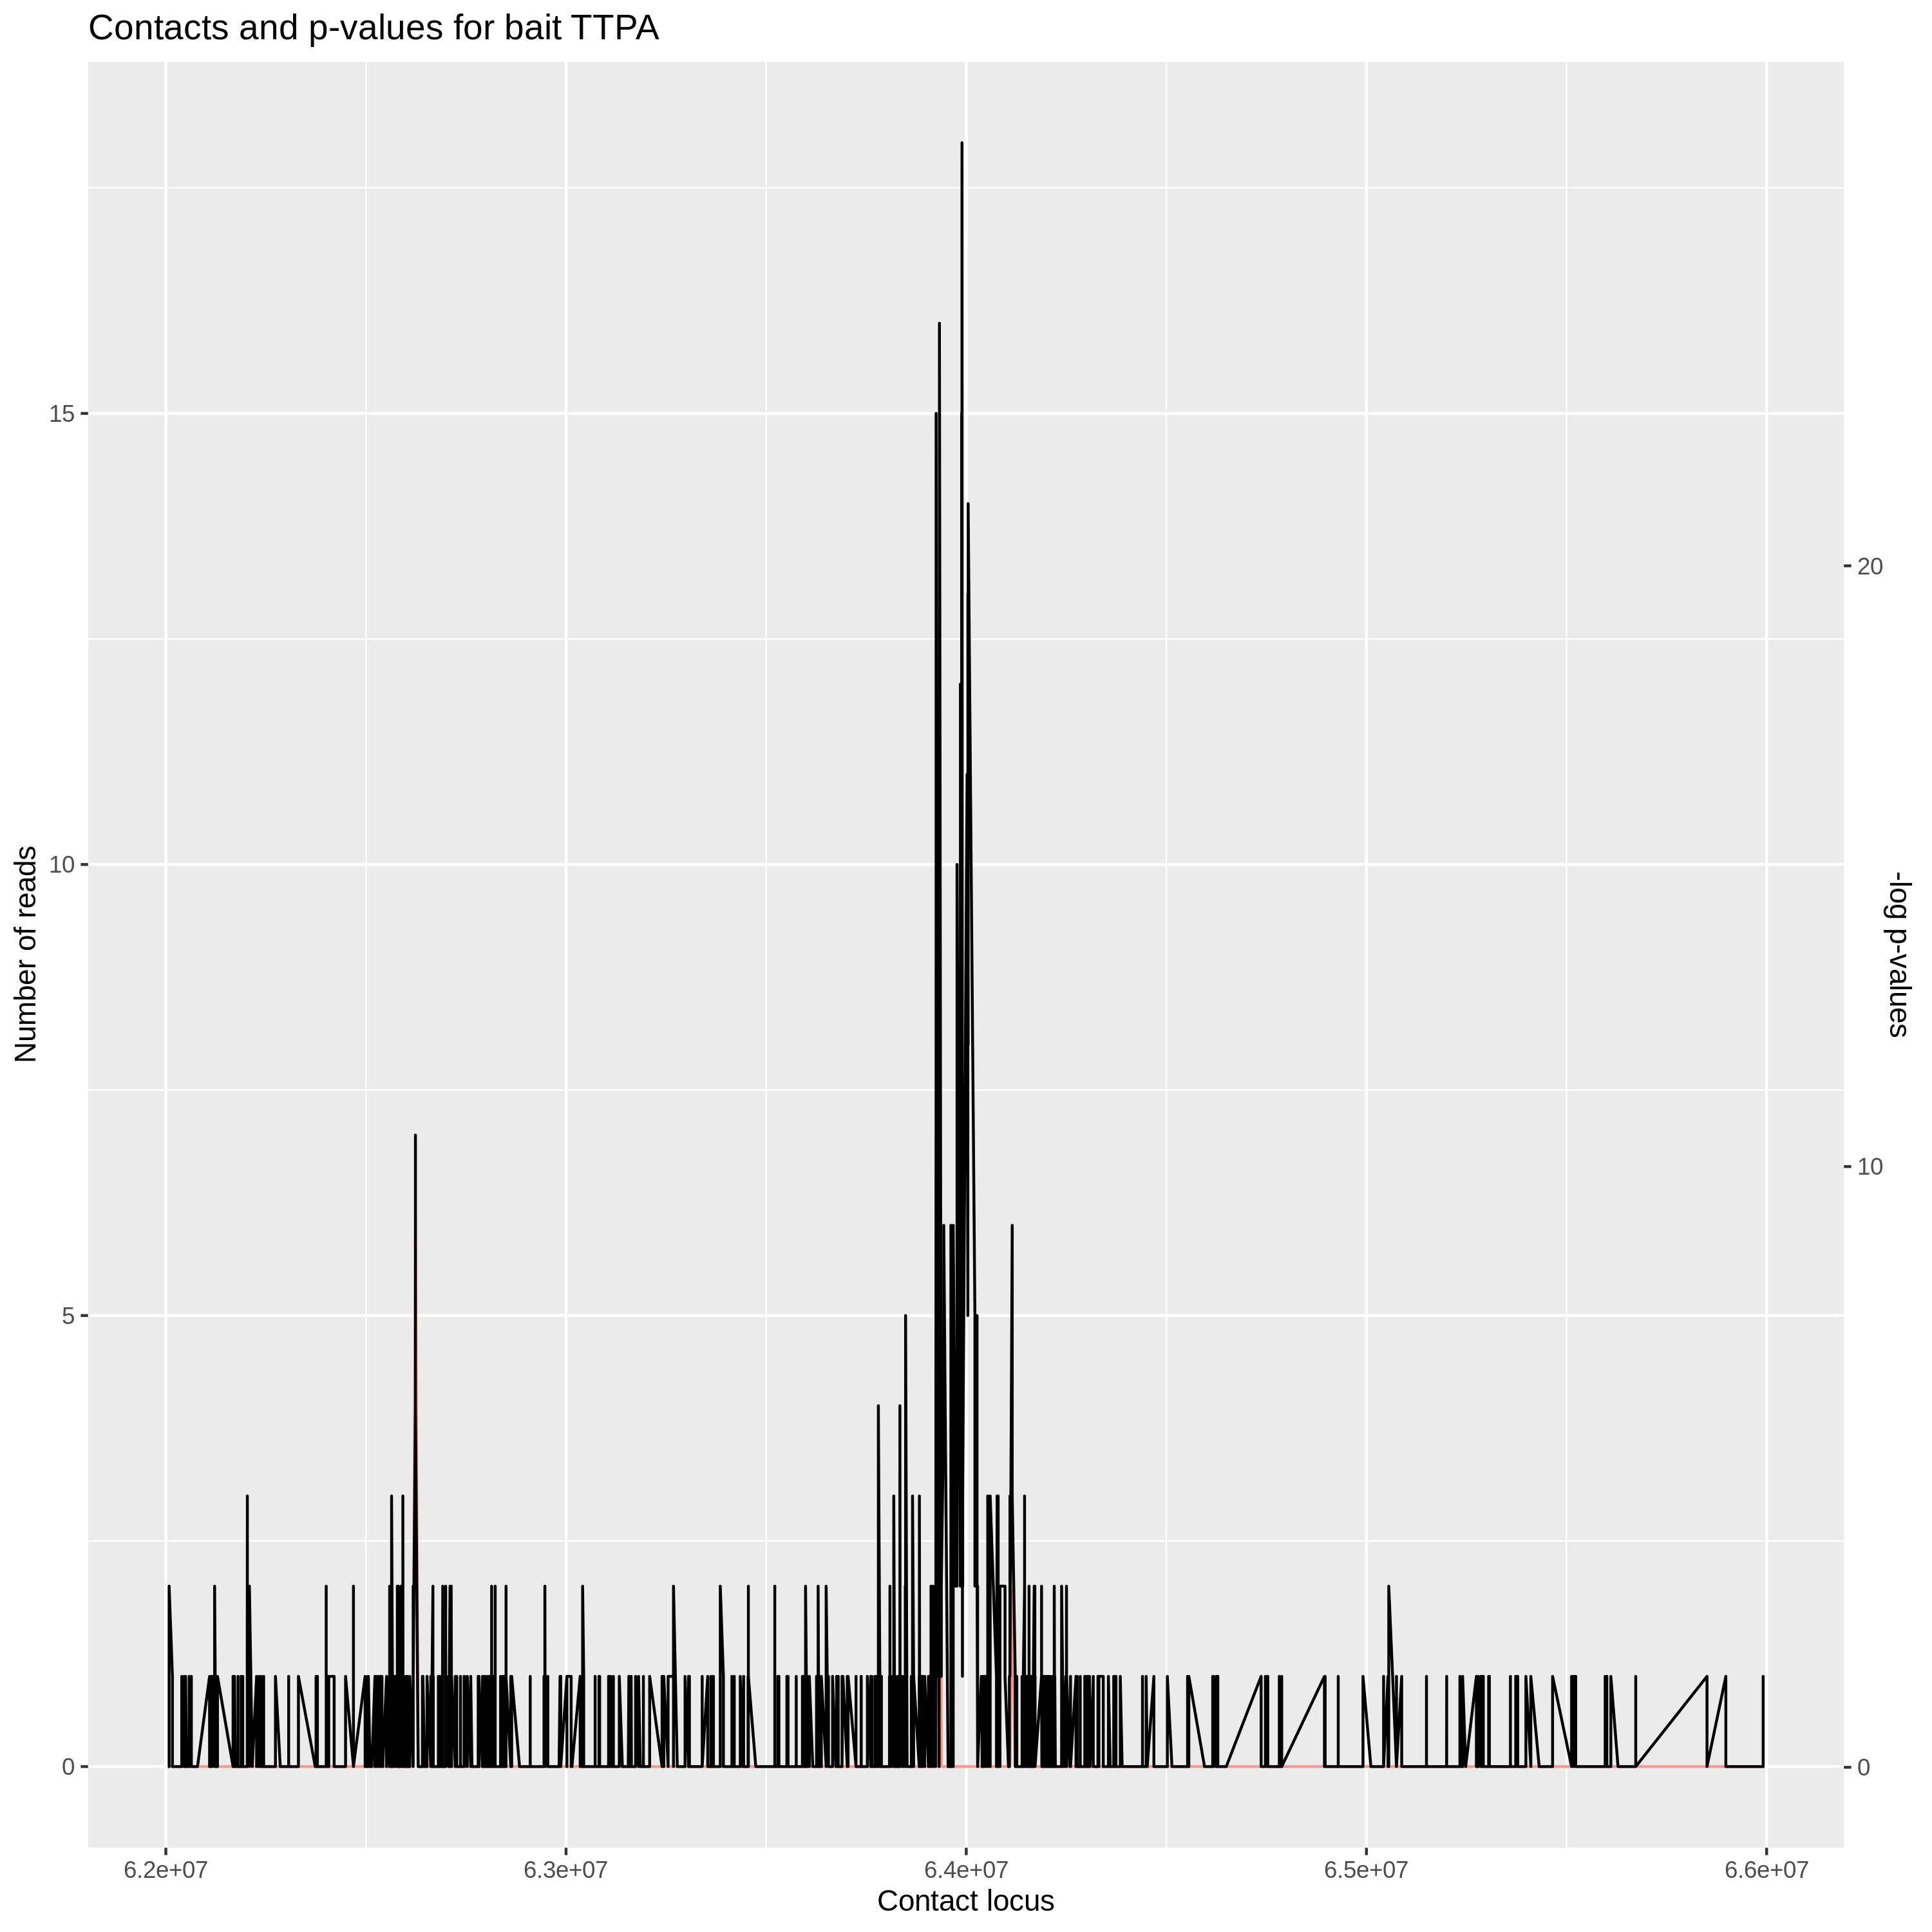 Contacts and p-values for bait TTPA
15
10
5
0
Number of reads
20
10
0
-log p-values
6.2e+07 6.3e+07 6.4e+07 6.5e+07 6.6e+07
Contact locus